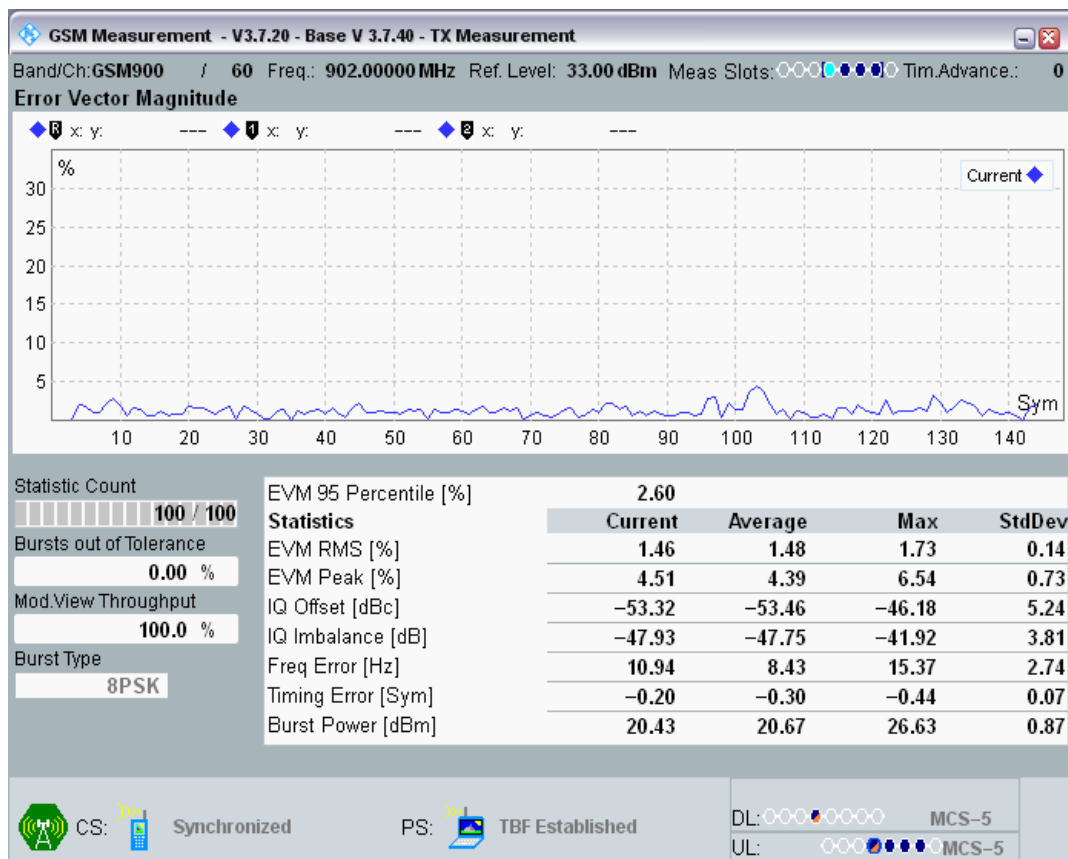 GSM Measurement - V3.7.20 - Base V 3.7.40 - TX Measurement
Band/Ch:GSM900 / 60 Freq.: 902.00000 MHz Ref. Level: 33.00 dBm Meas Slots: Tim.Advance.: 0
Error Vector Magnitude
R x: y: --- 1 x: y: --- 2 x: y: ---
%
Current
30
25
20
15
10
5
Sym
10 20 30 40 50 60 70 80 90 100 110 120 130 140
Statistic Count
100 / 100
Bursts out of Tolerance
0.00 %
Mod.View Throughput
100.0 %
Burst Type
8PSK
EVM 95 Percentile [%] 2.60
Statistics Current Average Max StdDev
EVM RMS [%] 1.46 1.48 1.73 0.14
EVM Peak [%] 4.51 4.39 6.54 0.73
IQ Offset [dBc] −53.32 −53.46 −46.18 5.24
IQ Imbalance [dB] −47.93 −47.75 −41.92 3.81
Freq Error [Hz] 10.94 8.43 15.37 2.74
Timing Error [Sym] −0.20 −0.30 −0.44 0.07
Burst Power [dBm] 20.43 20.67 26.63 0.87
CS: Synchronized PS: TBF Established
DL: MCS−5
UL: MCS−5